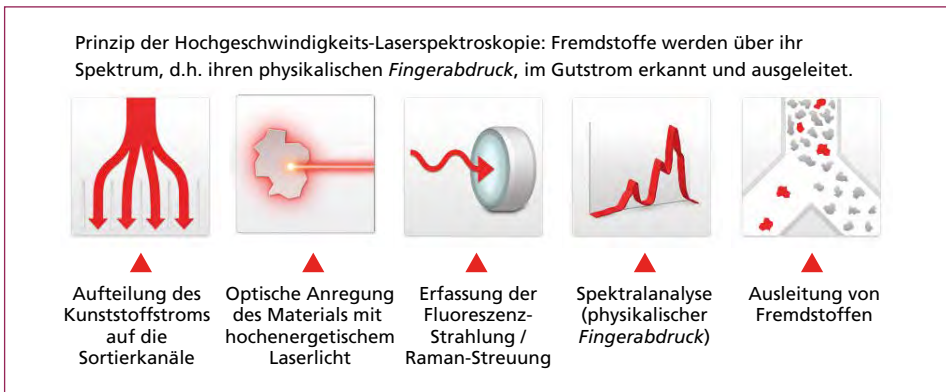 Prinzip der Hochgeschwindigkeits-Laserspektroskopie: Fremdstoffe werden über ihr
Spektrum, d.h. ihren physikalischen Fingerabdruck, im Gutstrom erkannt und ausgeleitet.
Aufteilung des
Kunststoffstroms
auf die
Sortierkanäle
Optische Anregung
des Materials mit
hochenergetischem
Laserlicht
Erfassung der
Fluoreszenz-
Strahlung /
Raman-Streuung
Spektralanalyse
(physikalischer
Fingerabdruck)
Ausleitung von
Fremdstoffen